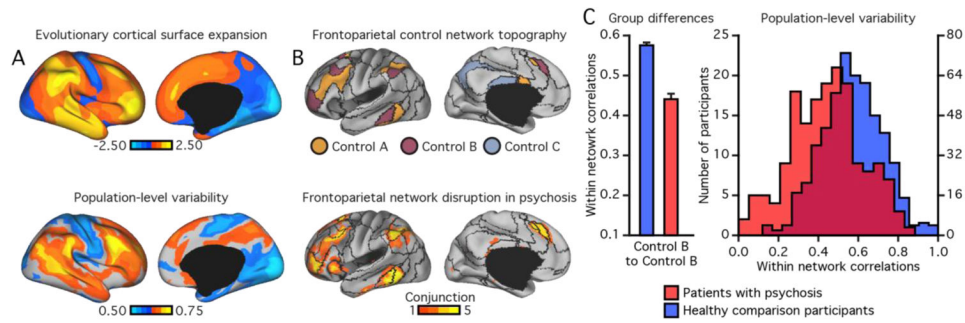 A
Evolutionary cortical surface expansion
-2.50 2.50
Population-level variability
0.50 0.75
B
Frontoparietal control network topography
Control A Control B Control C
Frontoparietal network disruption in psychosis
Conjunction
1 5
C
Group differences
Within netowrk correlations
0.6
0.5
0.4
0.3
0.2
0.1
Control B
to Control B
Population-level variability
Number of participants
25
20
15
10
5
0
80
64
48
32
16
0
0.0 0.2 0.4 0.6 0.8 1.0
Within network correlations
Patients with psychosis
Healthy comparison participants